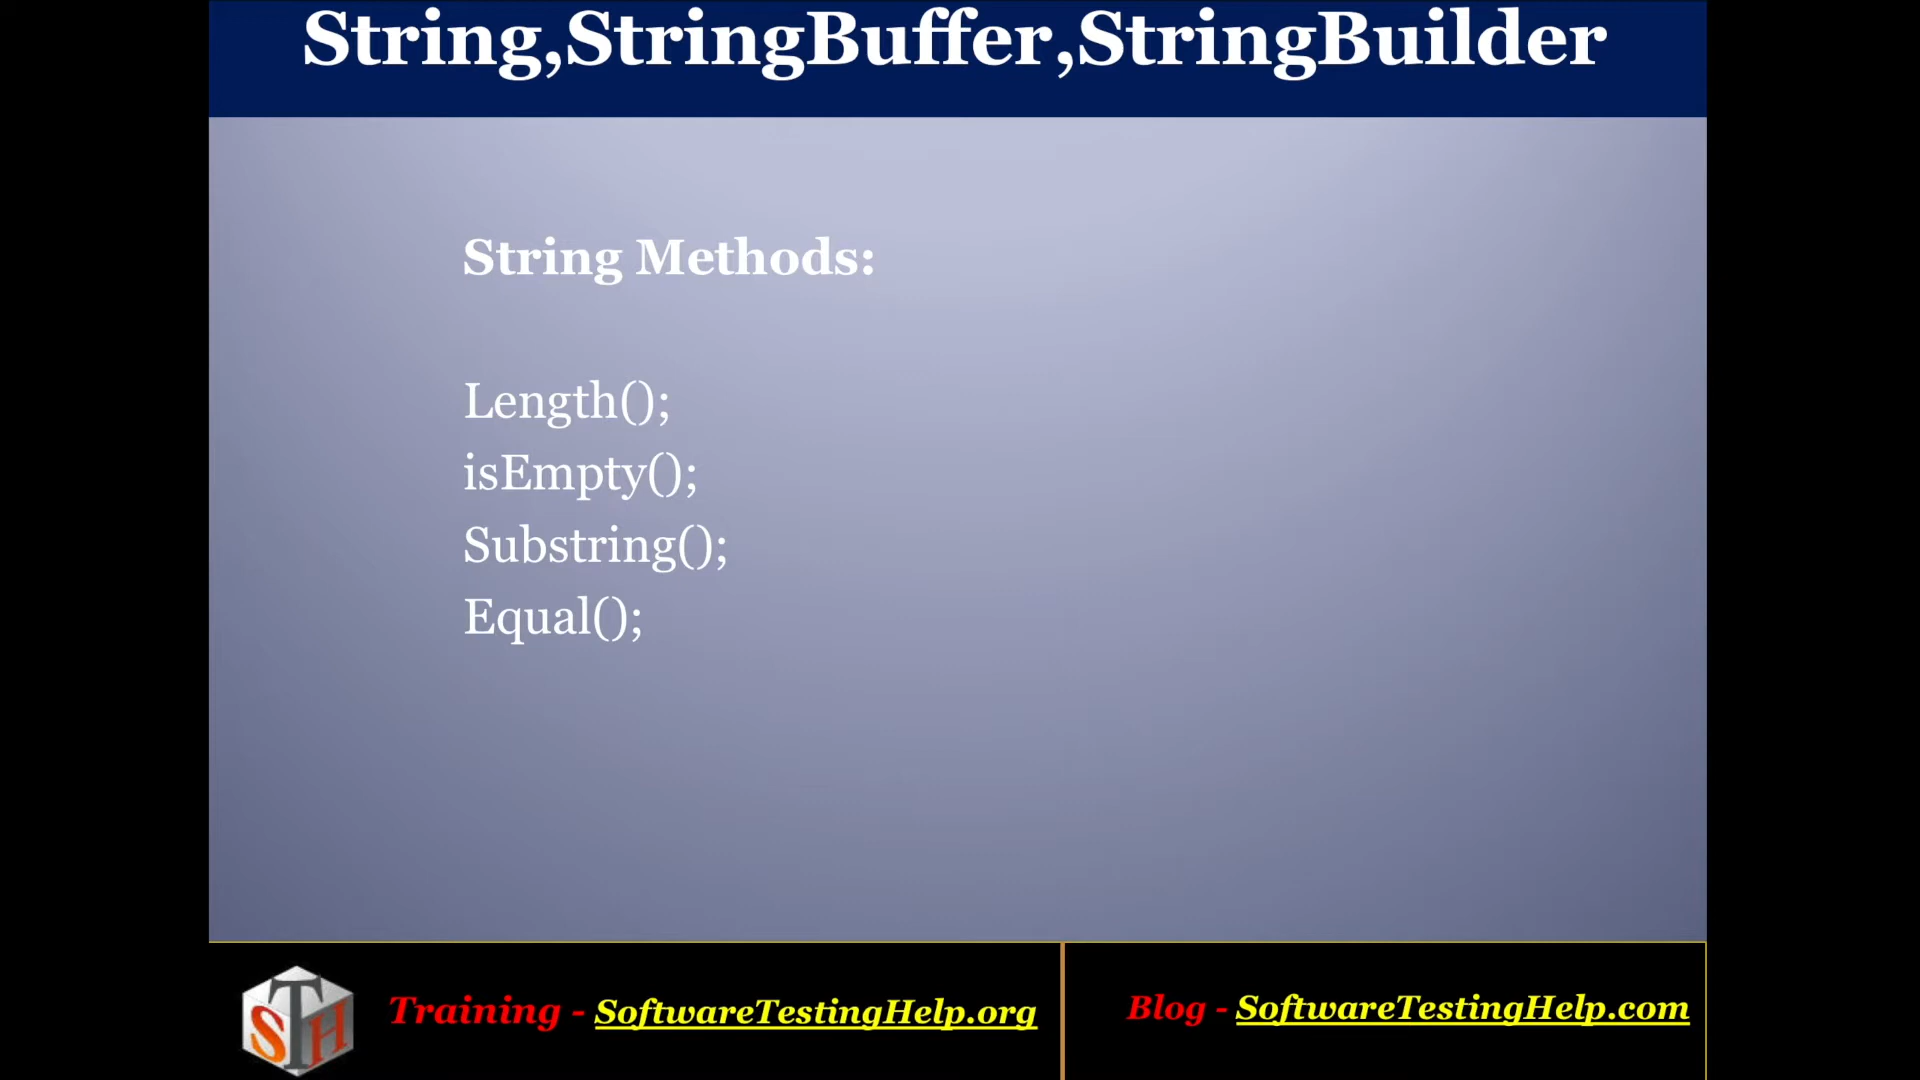 String,StringBuffer,StringBuilder
String Methods:
Length();
isEmpty();
Substring();
Equal();
STH
Training - SoftwareTestingHelp.org
Blog - SoftwareTestingHelp.com